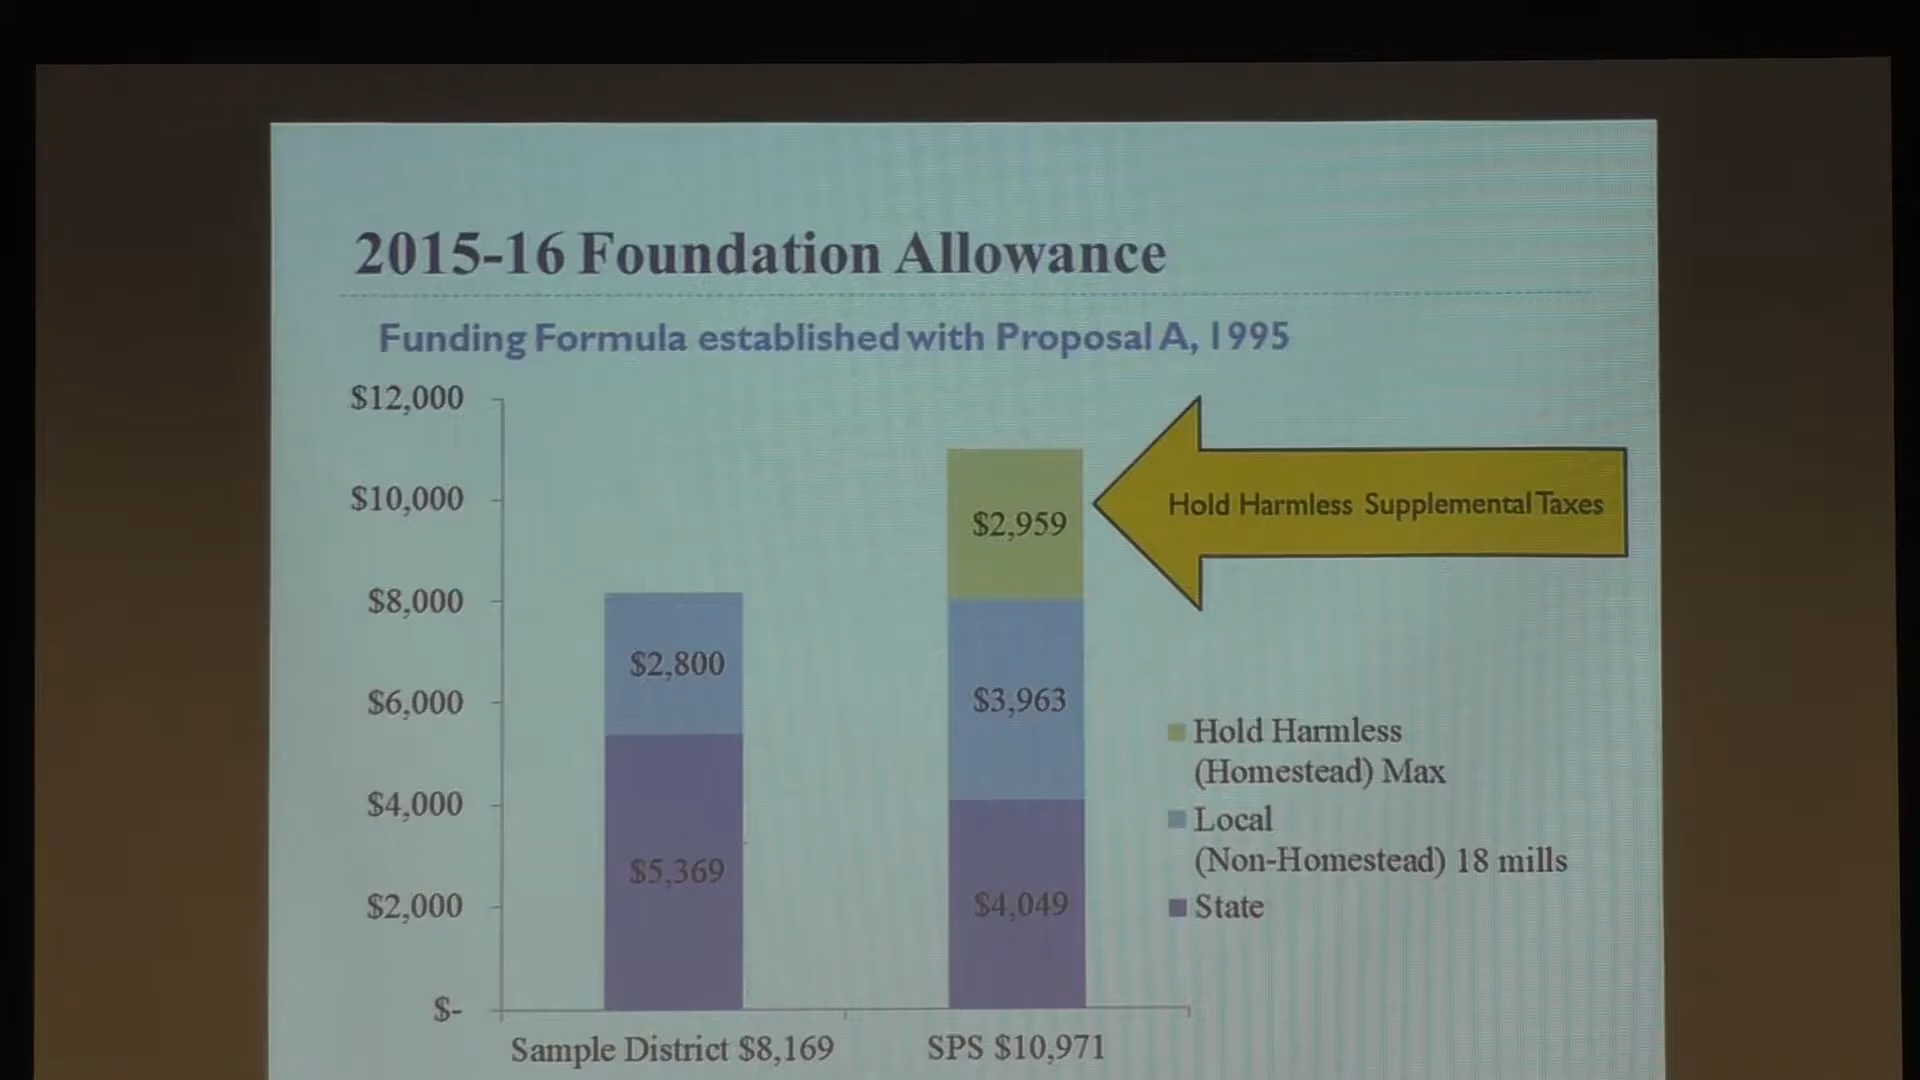 2015-16 Foundation Allowance
Funding Formula established with Proposal A, 1995
$12,000
$10,000
$8,000
$6,000
$4,000
$2,000
$-
$2,800
$5,369
$2,959
$3,963
$4,049
Hold Harmless Supplemental Taxes
Hold Harmless
(Homestead) Max
Local
(Non-Homestead) 18 mills
State
Sample District $8,169
SPS $10,971